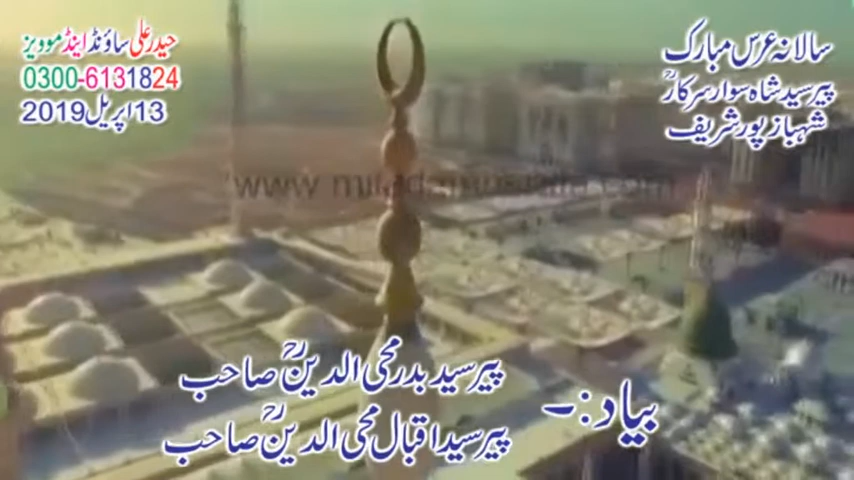 سالانہ عرس مبارک
پیر سید شاہ سوار سرکارؒ
شہباز پور شریف
حیدر علی ساؤنڈ اینڈ موویز
0300-6131824
13 اپریل 2019
بیاد:-
پیر سید بدر محی الدینؒ صاحب
پیر سید اقبال محی الدینؒ صاحب